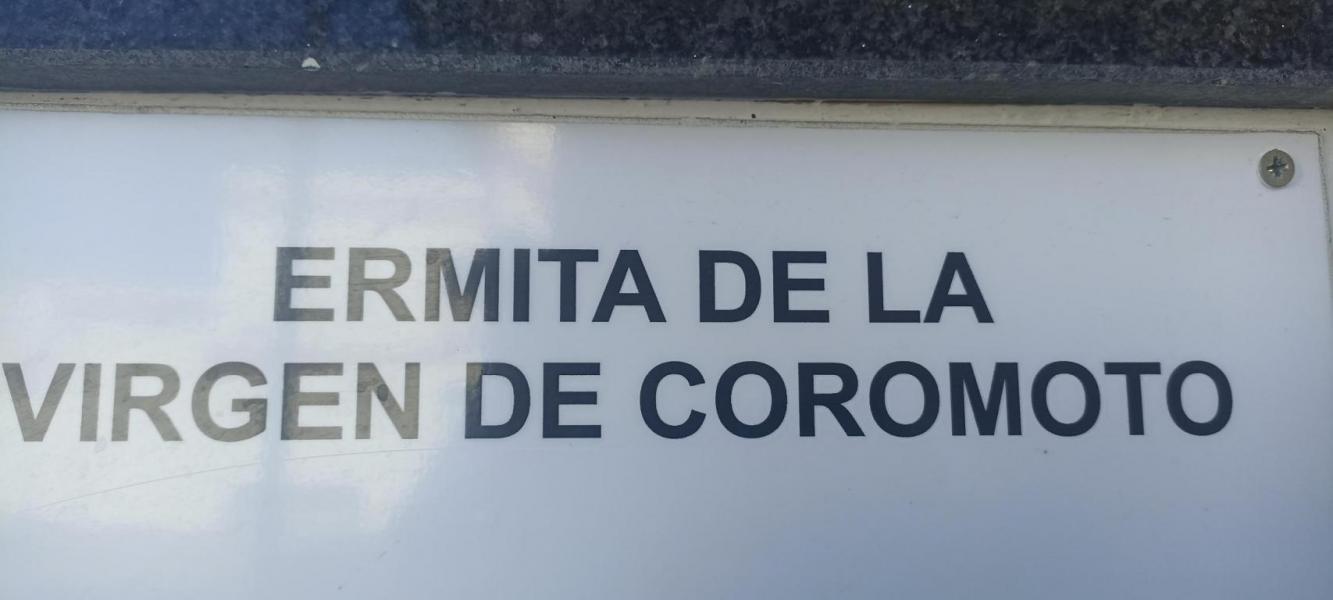 ERMITA DE LA
VIRGEN DE COROMOTO